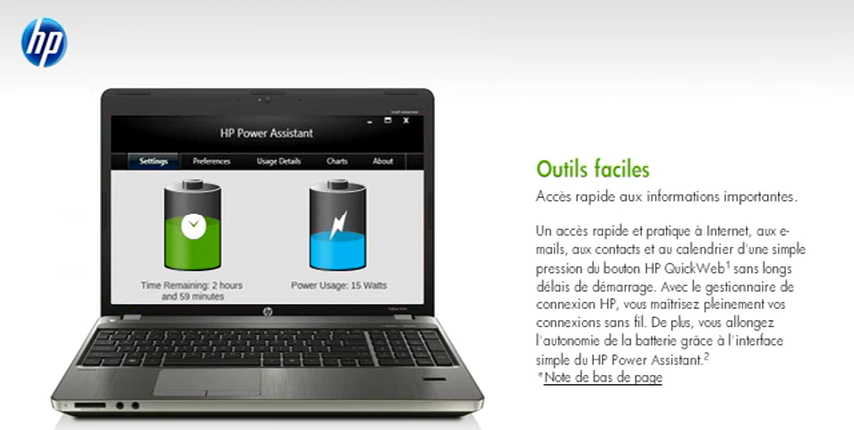 hp
HP Power Assistant
Settings Preferences Usage Details Charts About
Time Remaining: 2 hours
and 59 minutes
Power Usage: 15 Watts
hp
Outils faciles
Accès rapide aux informations importantes.
Un accès rapide et pratique à Internet, aux e-
mails, aux contacts et au calendrier d'une simple
pression du bouton HP QuickWeb¹ sans longs
délais de démarrage. Avec le gestionnaire de
connexion HP, vous maîtrisez pleinement vos
connexions sans fil. De plus, vous allongez
l'autonomie de la batterie grâce à l'interface
simple du HP Power Assistant.²
*Note de bas de page